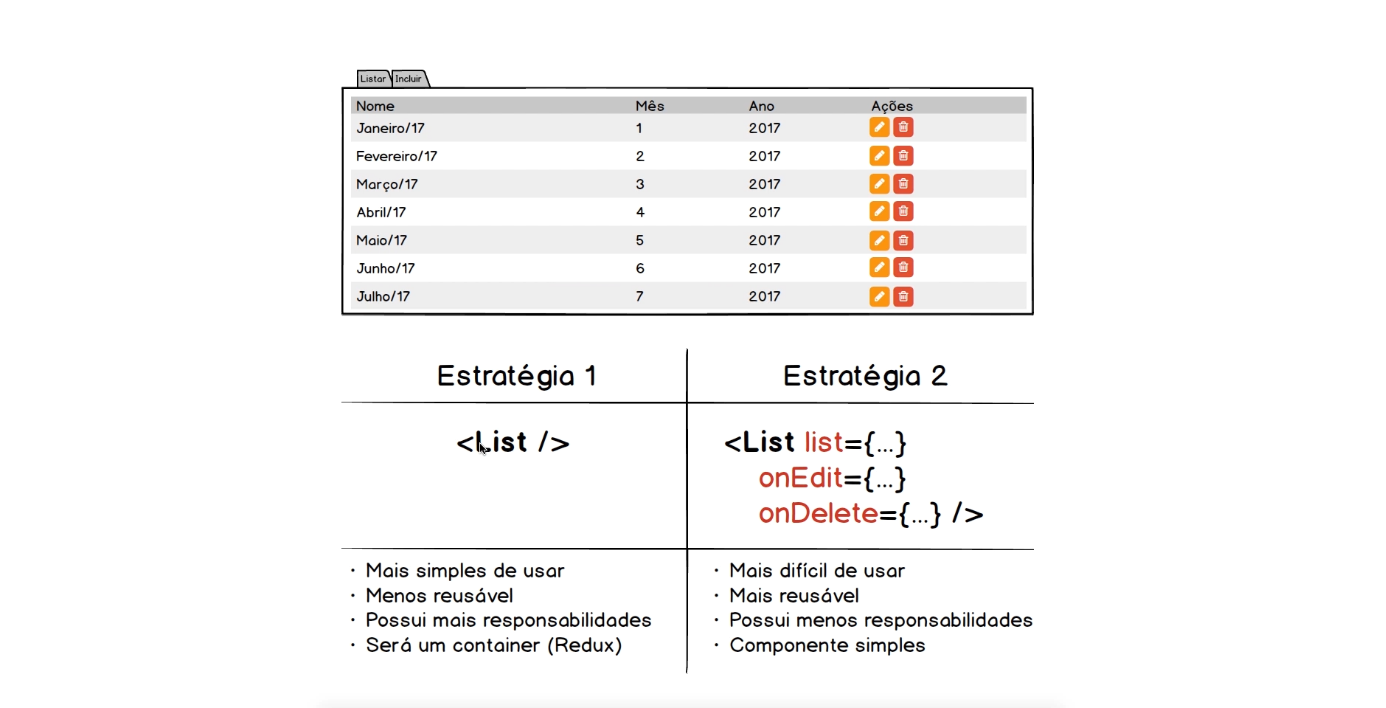 Listar Incluir
Nome Mês Ano Ações
Janeiro/17 1 2017
Fevereiro/17 2 2017
Março/17 3 2017
Abril/17 4 2017
Maio/17 5 2017
Junho/17 6 2017
Julho/17 7 2017
Estratégia 1
<List />
• Mais simples de usar
• Menos reusável
• Possui mais responsabilidades
• Será um container (Redux)
Estratégia 2
<List list={...}
onEdit={...}
onDelete={...} />
• Mais difícil de usar
• Mais reusável
• Possui menos responsabilidades
• Componente simples